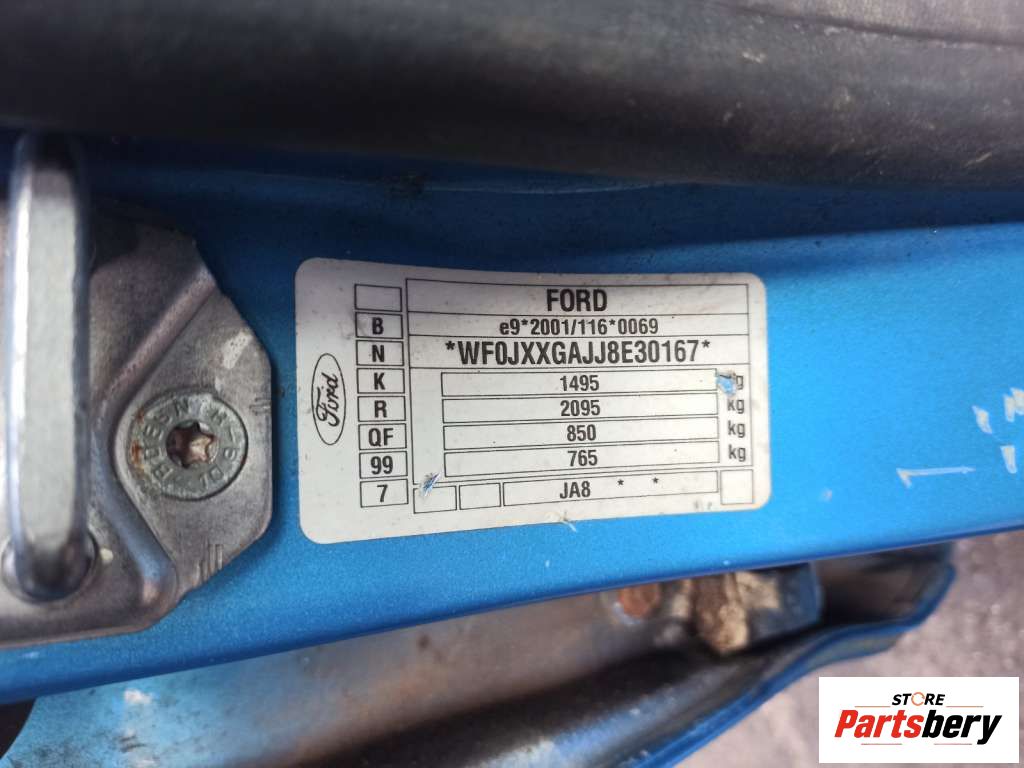 FORD
B e9*2001/116*0069
N *WF0JXXGAJJ8E30167*
K 1495 kg
R 2095 kg
QF 850 kg
99 765 kg
7 JA8 * *
Ford
STORE
Partsbery